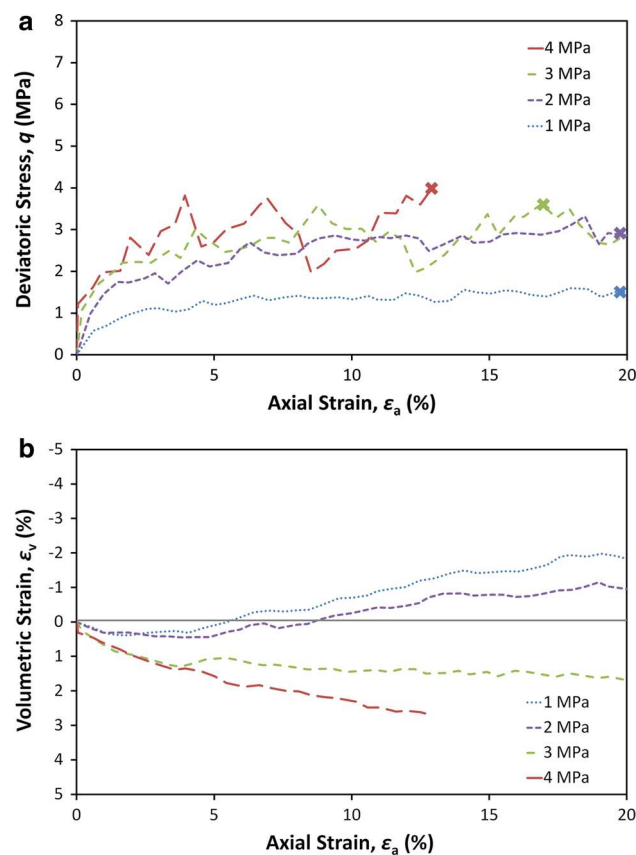 a
8
7
6
5
4
3
2
1
0
Deviatoric Stress, q (MPa)
4 MPa
3 MPa
2 MPa
1 MPa
0 5 10 15 20
Axial Strain, εa (%)
b
-5
-4
-3
-2
-1
0
1
2
3
4
5
Volumetric Strain, εv (%)
1 MPa
2 MPa
3 MPa
4 MPa
0 5 10 15 20
Axial Strain, εa (%)